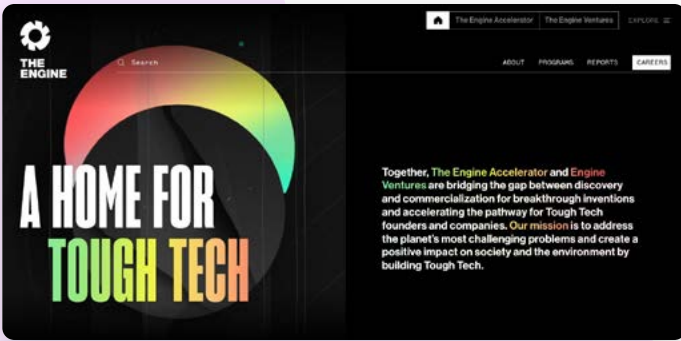 The Engine Accelerator
The Engine Ventures
EXPLORE
THE
ENGINE
Search
ABOUT
PROGRAMS
REPORTS
CAREERS
A HOME FOR
TOUGH TECH
Together, The Engine Accelerator and Engine
Ventures are bridging the gap between discovery
and commercialization for breakthrough inventions
and accelerating the pathway for Tough Tech
founders and companies. Our mission is to address
the planet's most challenging problems and create a
positive impact on society and the environment by
building Tough Tech.